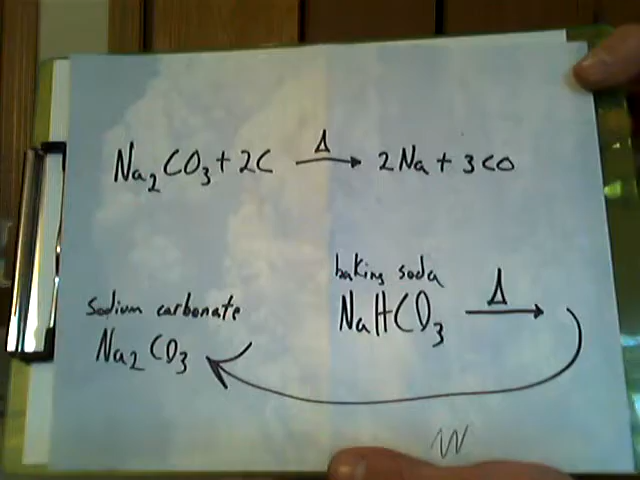 Na2CO3 + 2C Δ→ 2Na + 3CO
baking soda
NaHCO3 Δ→
sodium carbonate
Na2CO3
W